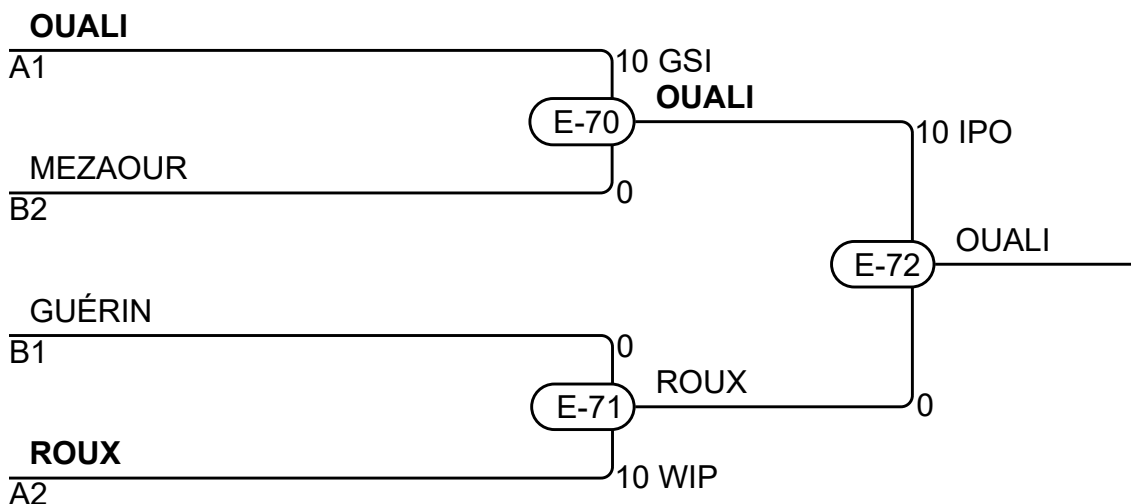 OUALI
A1
10 GSI
OUALI
E-70
10 IPO
MEZAOUR
B2
0
E-72
OUALI
GUÉRIN
B1
0
E-71
ROUX
0
ROUX
A2
10 WIP